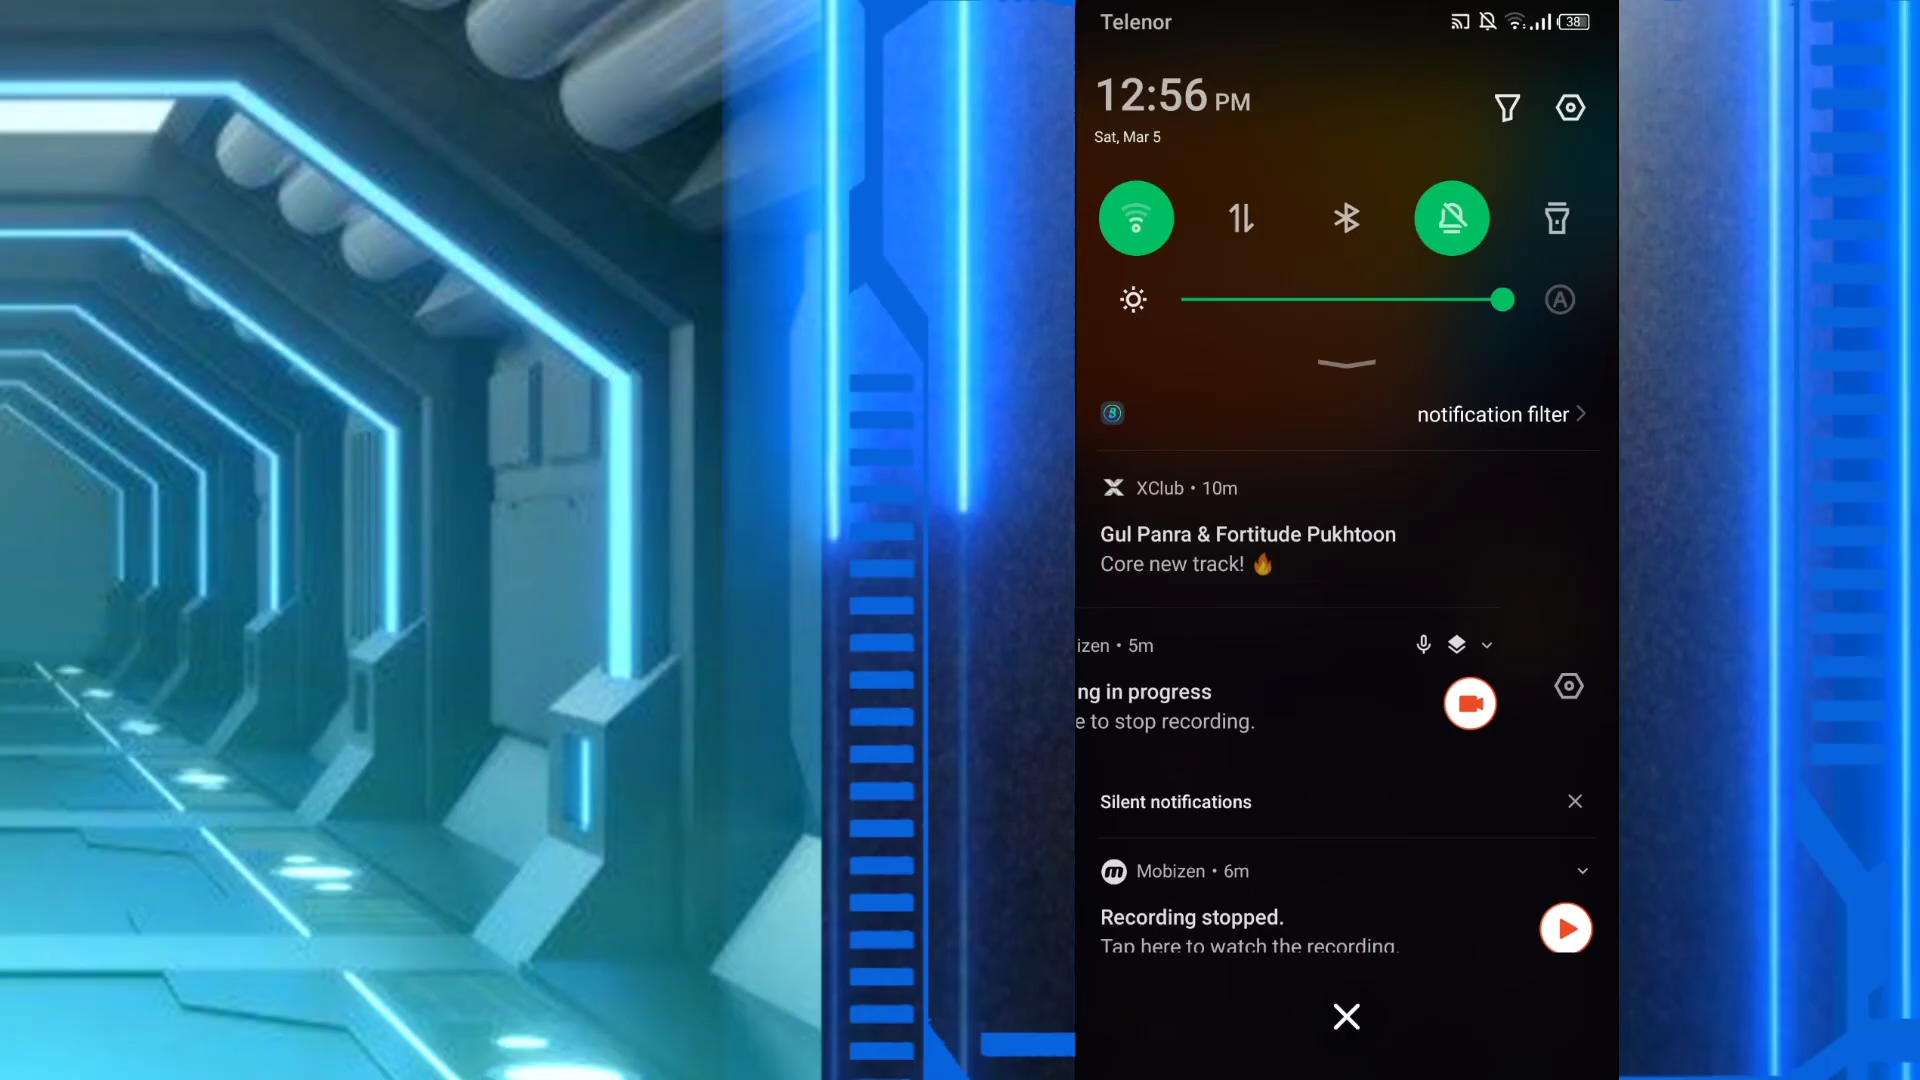 Telenor
38
12:56 PM
Sat, Mar 5
A
notification filter
XClub • 10m
Gul Panra & Fortitude Pukhtoon
Core new track! 🔥
izen • 5m
ng in progress
e to stop recording.
Silent notifications
Mobizen • 6m
Recording stopped.
Tap here to watch the recording.